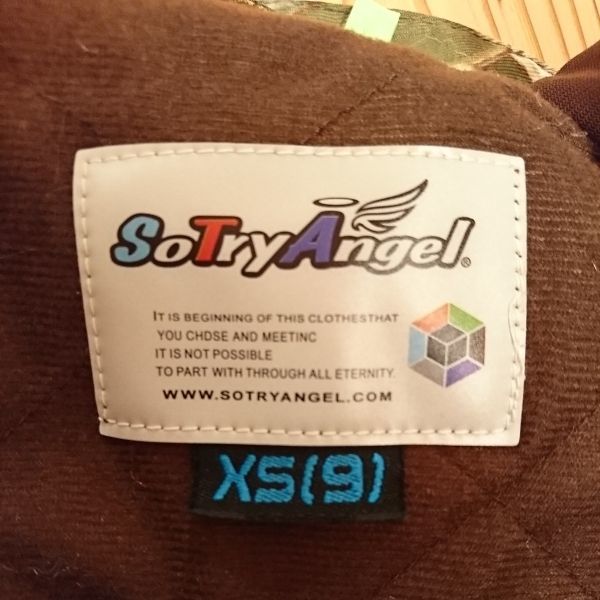 SoTryAngel®
IT IS BEGINNING OF THIS CLOTHESTHAT
YOU CHDSE AND MEETINC
IT IS NOT POSSIBLE
TO PART WITH THROUGH ALL ETERNITY.
WWW.SOTRYANGEL.COM
XS(9)